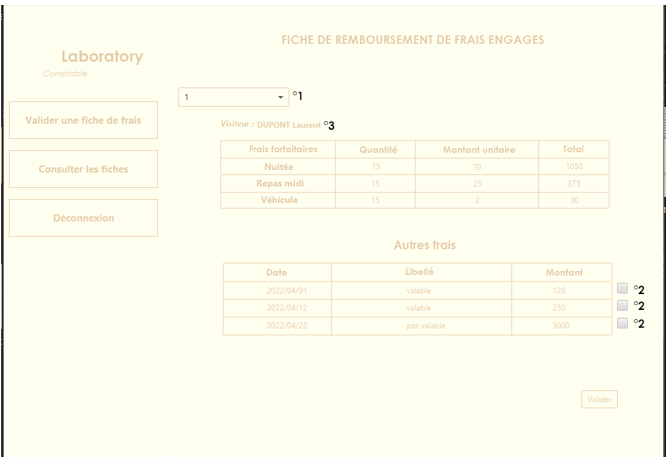 Laboratory
Comptable
Valider une fiche de frais
Consulter les fiches
Déconnexion
FICHE DE REMBOURSEMENT DE FRAIS ENGAGES
1 °1
Visiteur : DUPONT Laurent °3
Frais forfaitaires Quantité Montant unitaire Total
Nuitée 15 70 1050
Repas midi 15 25 375
Véhicule 15 2 30
Autres frais
Date Libellé Montant
2022/04/01 valable 120 °2
2022/04/12 valable 250 °2
2022/04/22 pas valable 3000 °2
Valider